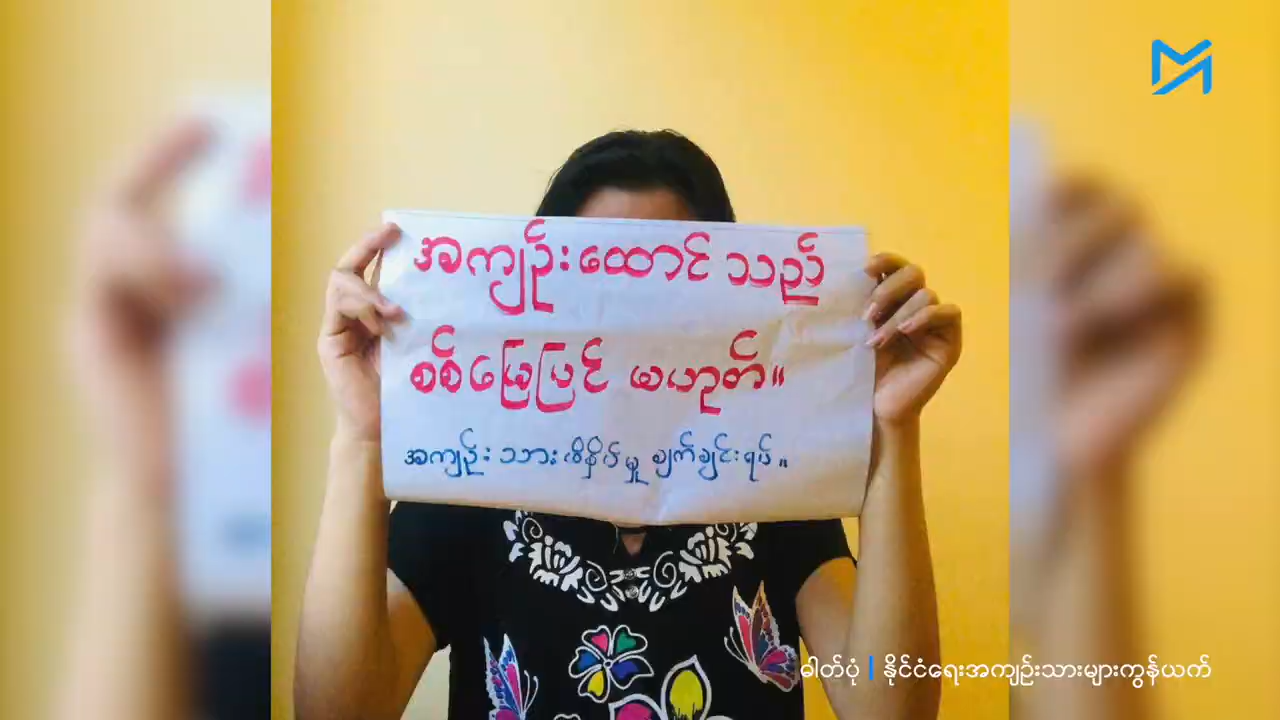 အကျဉ်းထောင် သည်
စစ်မြေပြင် မဟုတ်။
အကျဉ်းသားဖိနှိပ်မှု ချက်ချင်းရပ်။
ဓါတ်ပုံ | နိုင်ငံရေးအကျဉ်းသားများကွန်ယက်